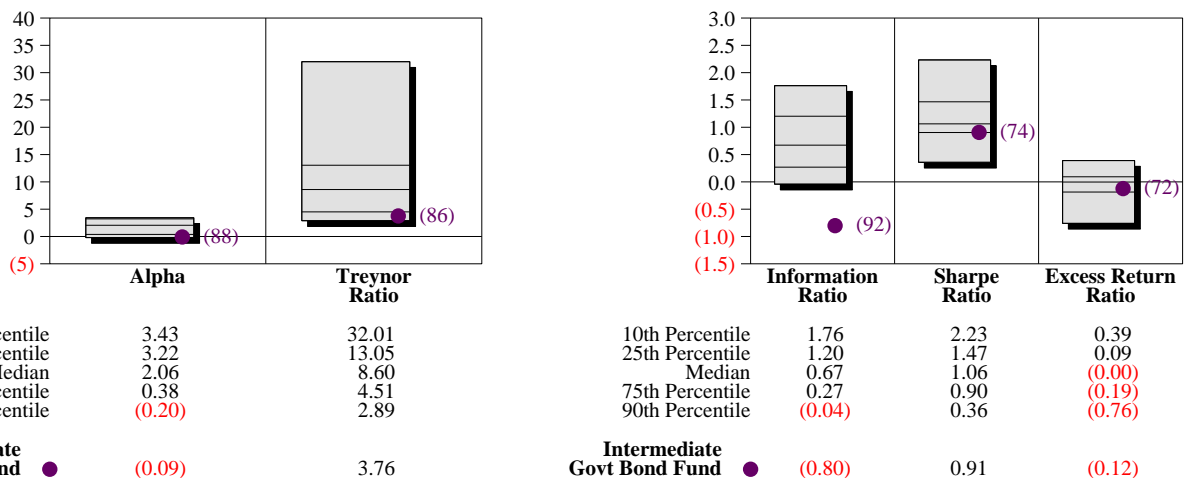 40
35
30
25
20
15
10
5
0
(5)
(88)
(86)
Alpha Treynor
Ratio
3.43 32.01
3.22 13.05
2.06 8.60
0.38 4.51
(0.20) 2.89
(0.09) 3.76
3.0
2.5
2.0
1.5
1.0
0.5
0.0
(0.5)
(1.0)
(1.5)
(92)
(74)
(72)
Information Sharpe Excess Return
Ratio Ratio Ratio
10th Percentile 1.76 2.23 0.39
25th Percentile 1.20 1.47 0.09
Median 0.67 1.06 (0.00)
75th Percentile 0.27 0.90 (0.19)
90th Percentile (0.04) 0.36 (0.76)
Intermediate
Govt Bond Fund (0.80) 0.91 (0.12)